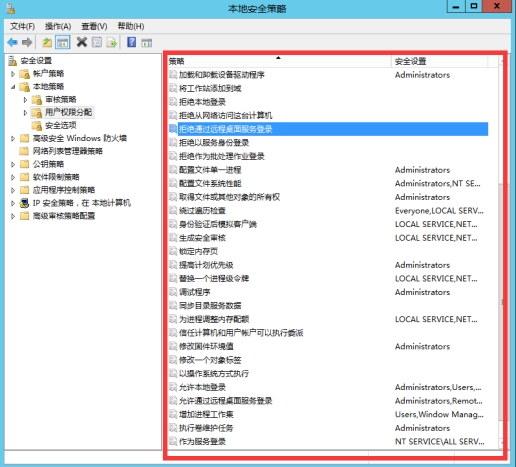 本地安全策略
文件(F) 操作(A) 查看(V) 帮助(H)
安全设置
帐户策略
本地策略
审核策略
用户权限分配
安全选项
高级安全 Windows 防火墙
网络列表管理器策略
公钥策略
软件限制策略
应用程序控制策略
IP 安全策略，在 本地计算机
高级审核策略配置
策略 安全设置
加载和卸载设备驱动程序 Administrators
将工作站添加到域
拒绝本地登录
拒绝从网络访问这台计算机
拒绝通过远程桌面服务登录
拒绝以服务身份登录
拒绝作为批处理作业登录
配置文件单一进程 Administrators
配置文件系统性能 Administrators,NT SE...
取得文件或其他对象的所有权 Administrators
绕过遍历检查 Everyone,LOCAL SERV...
身份验证后模拟客户端 LOCAL SERVICE,NET...
生成安全审核 LOCAL SERVICE,NET...
锁定内存页
提高计划优先级 Administrators
替换一个进程级令牌 LOCAL SERVICE,NET...
调试程序 Administrators
同步目录服务数据
为进程调整内存配额 LOCAL SERVICE,NET...
信任计算机和用户帐户可以执行委派
修改固件环境值 Administrators
修改一个对象标签
以操作系统方式执行
允许本地登录 Administrators,Users,...
允许通过远程桌面服务登录 Administrators,Remot...
增加进程工作集 Users,Window Manag...
执行卷维护任务 Administrators
作为服务登录 NT SERVICE\ALL SERV...